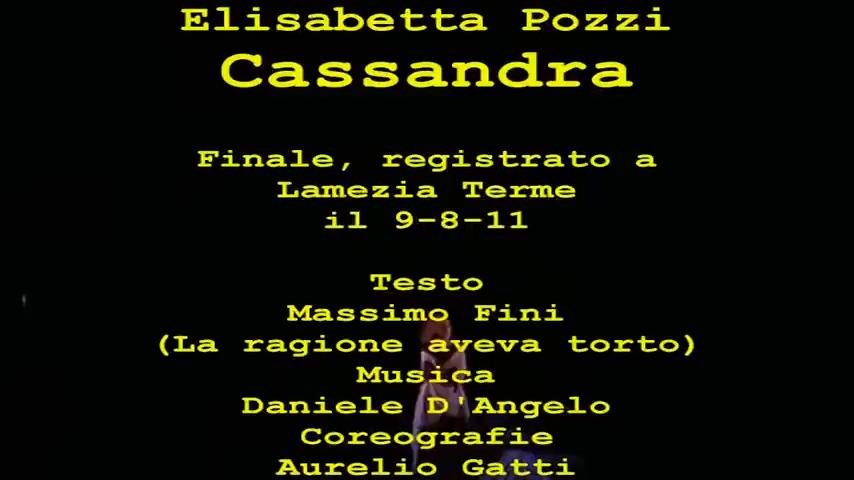 Elisabetta Pozzi
Cassandra
Finale, registrato a
Lamezia Terme
il 9-8-11
Testo
Massimo Fini
(La ragione aveva torto)
Musica
Daniele D'Angelo
Coreografie
Aurelio Gatti